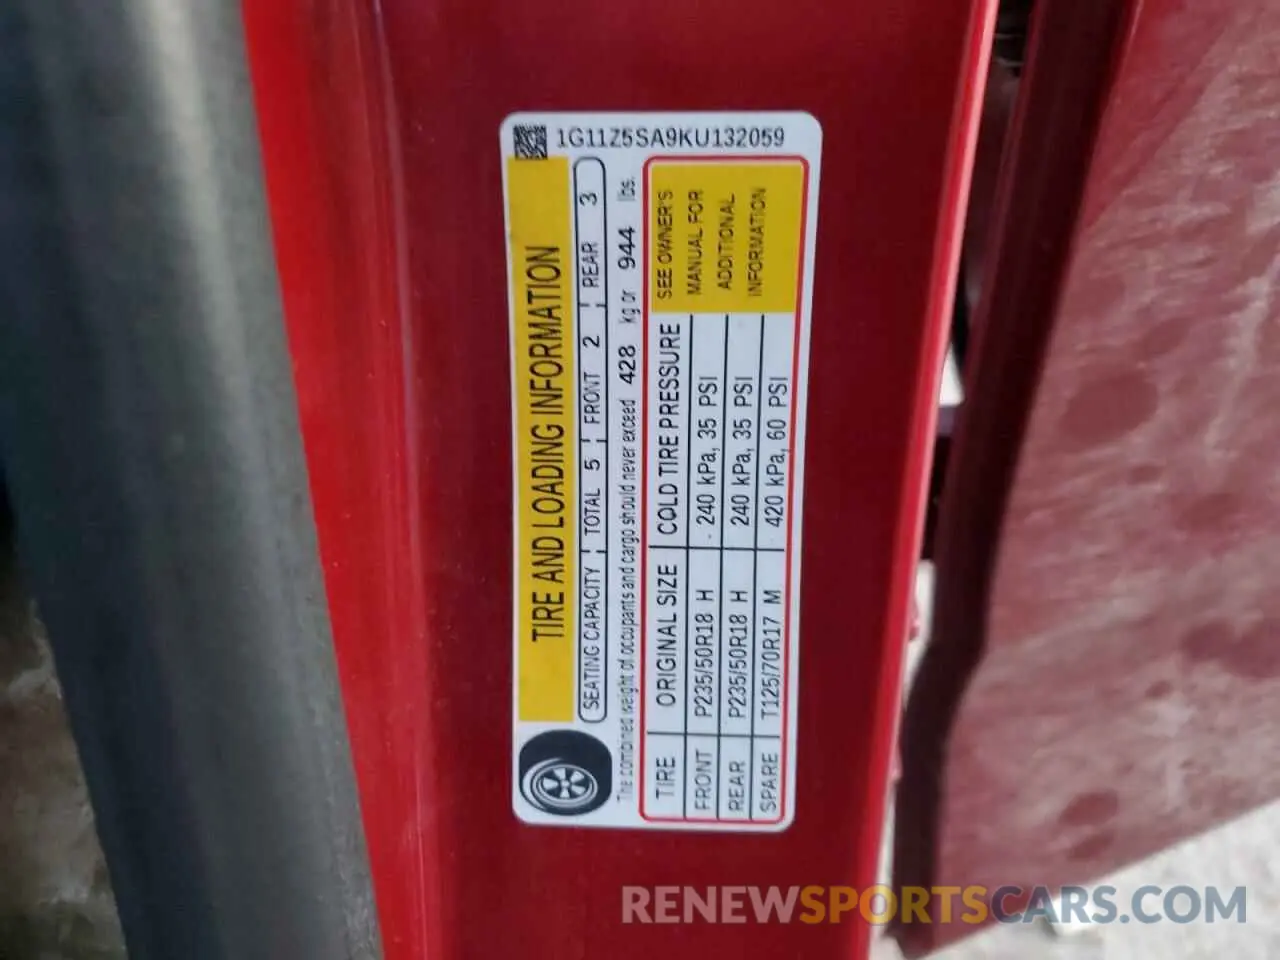 1G11Z5SA9KU132059
TIRE AND LOADING INFORMATION
SEATING CAPACITY TOTAL 5 FRONT 2 REAR 3
The combined weight of occupants and cargo should never exceed 428 kg or 944 lbs.
TIRE ORIGINAL SIZE COLD TIRE PRESSURE
FRONT P235/50R18 H 240 kPa, 35 PSI
REAR P235/50R18 H 240 kPa, 35 PSI
SPARE T125/70R17 M 420 kPa, 60 PSI
SEE OWNER'S
MANUAL FOR
ADDITIONAL
INFORMATION
RENEWSPORTSCARS.COM